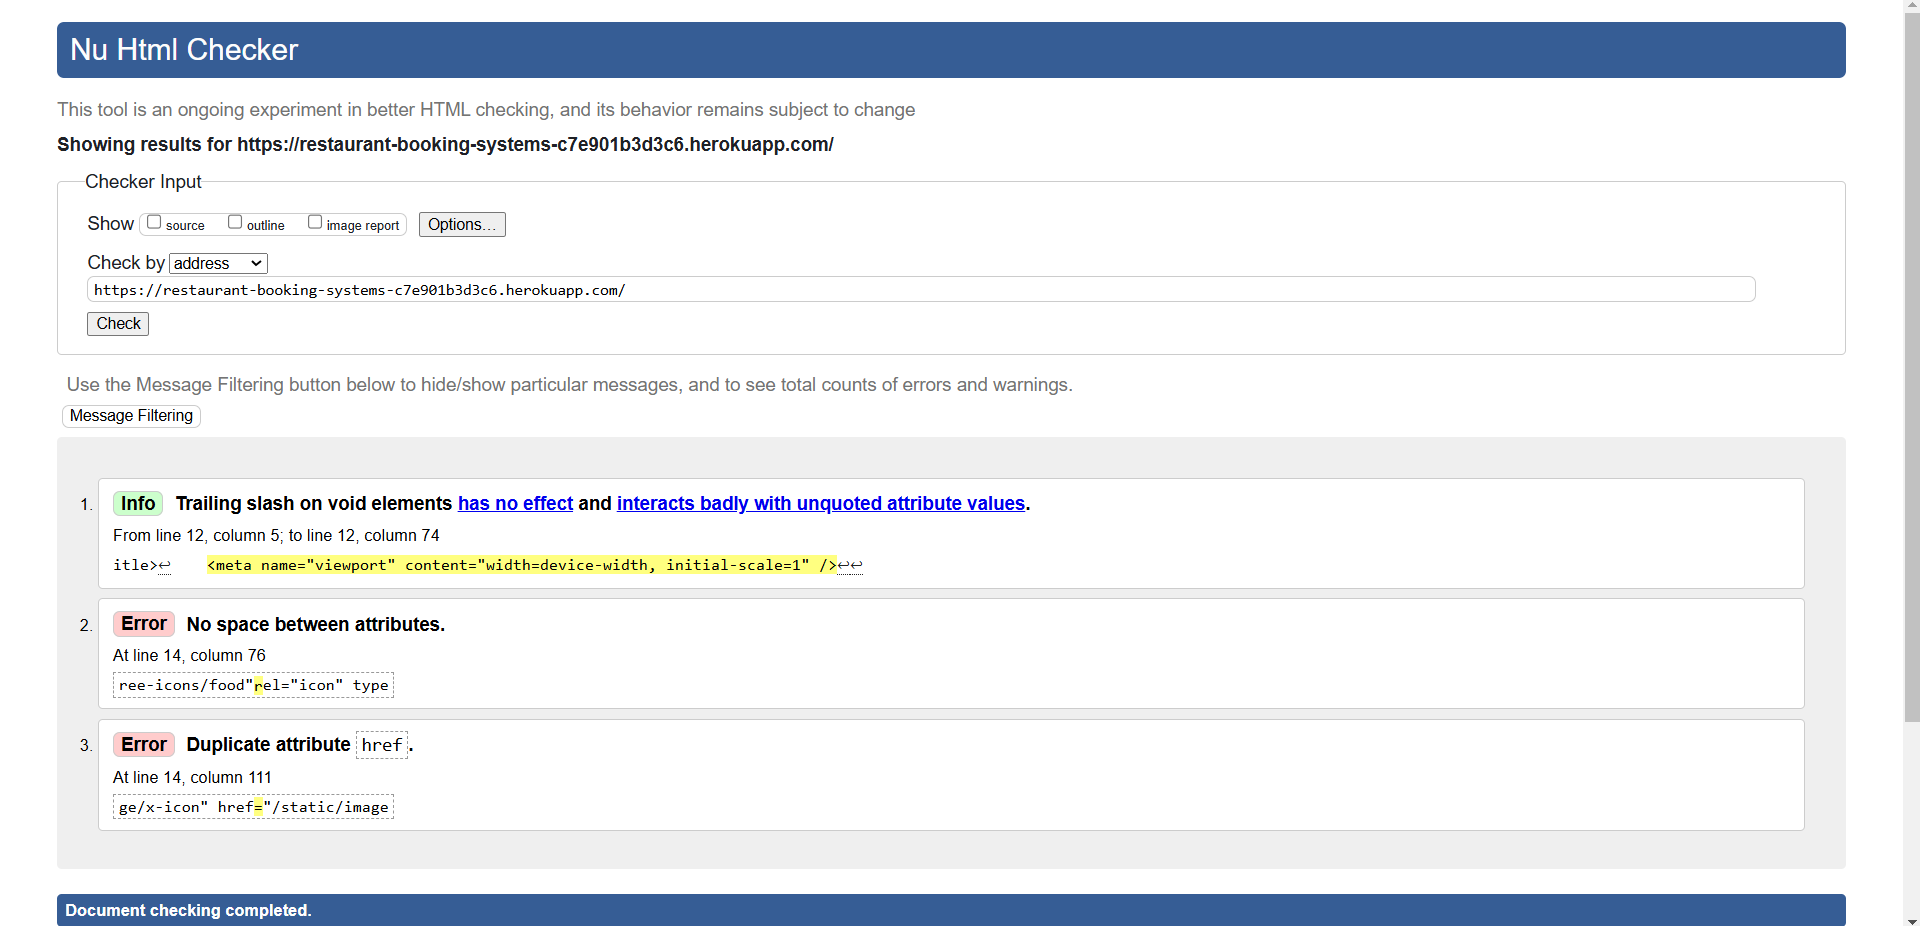 Nu Html Checker
This tool is an ongoing experiment in better HTML checking, and its behavior remains subject to change
Showing results for https://restaurant-booking-systems-c7e901b3d3c6.herokuapp.com/
Checker Input
Show source outline image report Options...
Check by address
https://restaurant-booking-systems-c7e901b3d3c6.herokuapp.com/
Check
Use the Message Filtering button below to hide/show particular messages, and to see total counts of errors and warnings.
Message Filtering
1. Info Trailing slash on void elements has no effect and interacts badly with unquoted attribute values.
From line 12, column 5; to line 12, column 74
itle>↩ <meta name="viewport" content="width=device-width, initial-scale=1" />↩↩
2. Error No space between attributes.
At line 14, column 76
ree-icons/food"rel="icon" type
3. Error Duplicate attribute href.
At line 14, column 111
ge/x-icon" href="/static/image
Document checking completed.